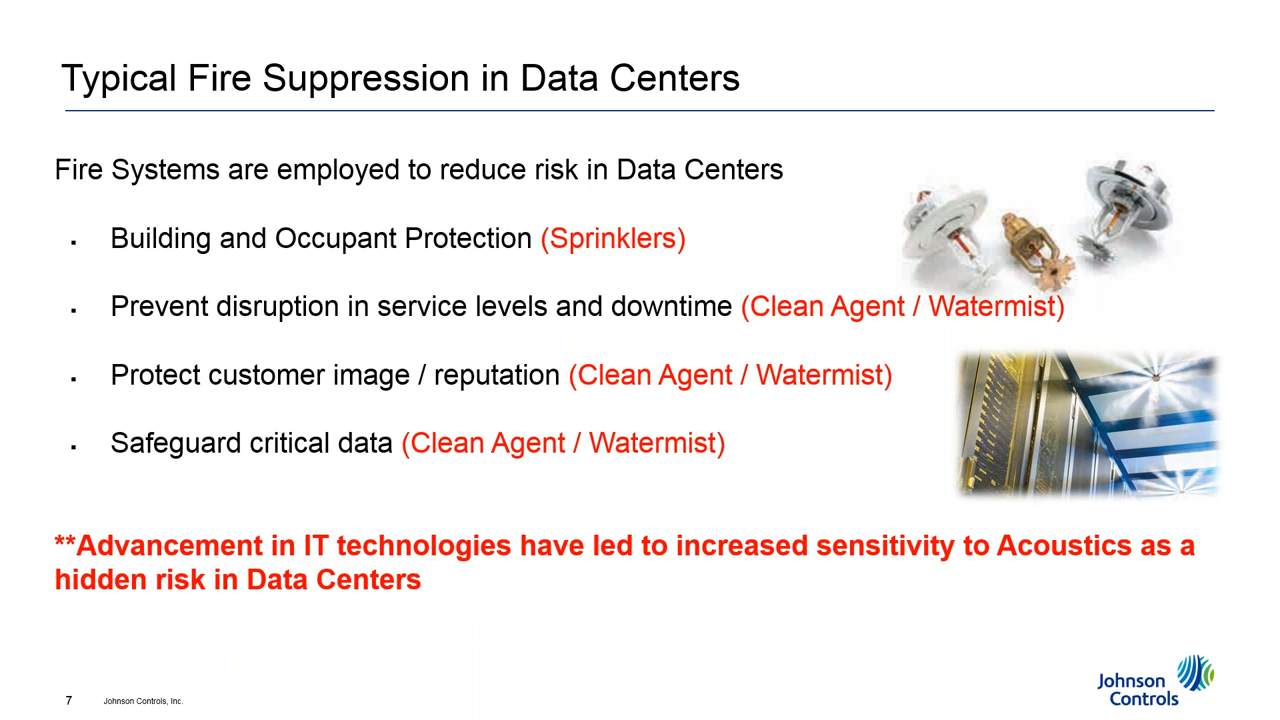 Typical Fire Suppression in Data Centers
Fire Systems are employed to reduce risk in Data Centers
▪ Building and Occupant Protection (Sprinklers)
▪ Prevent disruption in service levels and downtime (Clean Agent / Watermist)
▪ Protect customer image / reputation (Clean Agent / Watermist)
▪ Safeguard critical data (Clean Agent / Watermist)
**Advancement in IT technologies have led to increased sensitivity to Acoustics as a
hidden risk in Data Centers
7 Johnson Controls, Inc.
Johnson
Controls